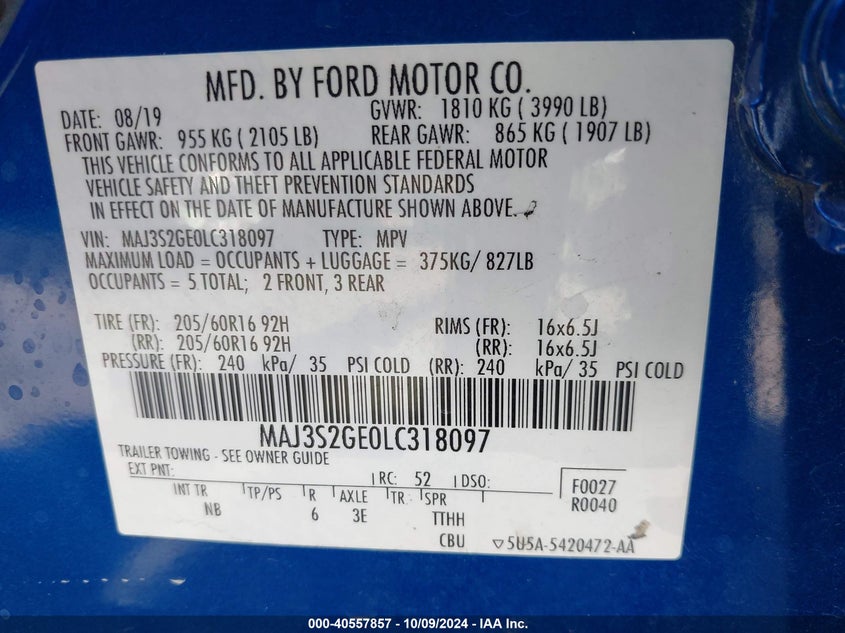 MFD. BY FORD MOTOR CO.
DATE: 08/19 GVWR: 1810 KG ( 3990 LB)
FRONT GAWR: 955 KG ( 2105 LB) REAR GAWR: 865 KG ( 1907 LB)
THIS VEHICLE CONFORMS TO ALL APPLICABLE FEDERAL MOTOR
VEHICLE SAFETY AND THEFT PREVENTION STANDARDS
IN EFFECT ON THE DATE OF MANUFACTURE SHOWN ABOVE.
VIN: MAJ3S2GE0LC318097 TYPE: MPV
MAXIMUM LOAD = OCCUPANTS + LUGGAGE = 375KG/ 827LB
OCCUPANTS = 5 TOTAL; 2 FRONT, 3 REAR
TIRE (FR): 205/60R16 92H RIMS (FR): 16x6.5J
(RR): 205/60R16 92H (RR): 16x6.5J
PRESSURE (FR): 240 kPa/ 35 PSI COLD (RR): 240 kPa/ 35 PSI COLD
MAJ3S2GE0LC318097
TRAILER TOWING - SEE OWNER GUIDE
EXT PNT: RC: 52 DSO: F0027
R0040
INT TR TP/PS R AXLE TR SPR
NB 6 3E TTHH
CBU ▽5U5A-5420472-AA
000-40557857 - 10/09/2024 - IAA Inc.